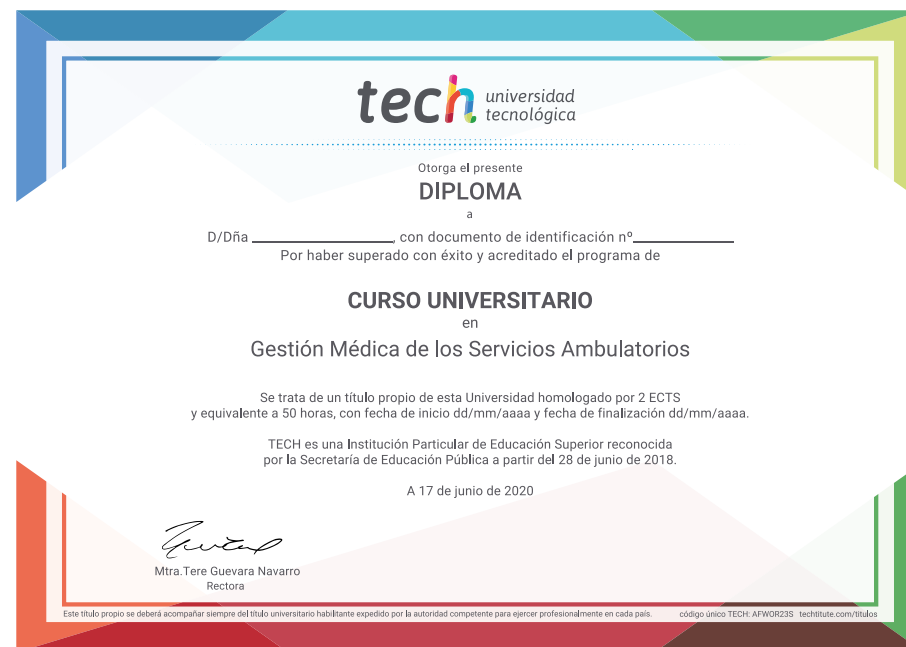 tech universidad
tecnológica
Otorga el presente
DIPLOMA
a
D/Dña ________________, con documento de identificación nº____________
Por haber superado con éxito y acreditado el programa de
CURSO UNIVERSITARIO
en
Gestión Médica de los Servicios Ambulatorios
Se trata de un título propio de esta Universidad homologado por 2 ECTS
y equivalente a 50 horas, con fecha de inicio dd/mm/aaaa y fecha de finalización dd/mm/aaaa.
TECH es una Institución Particular de Educación Superior reconocida
por la Secretaría de Educación Pública a partir del 28 de junio de 2018.
A 17 de junio de 2020
Mtra.Tere Guevara Navarro
Rectora
Este título propio se deberá acompañar siempre del título universitario habilitante expedido por la autoridad competente para ejercer profesionalmente en cada país. código único TECH: AFWOR23S techtitute.com/titulos